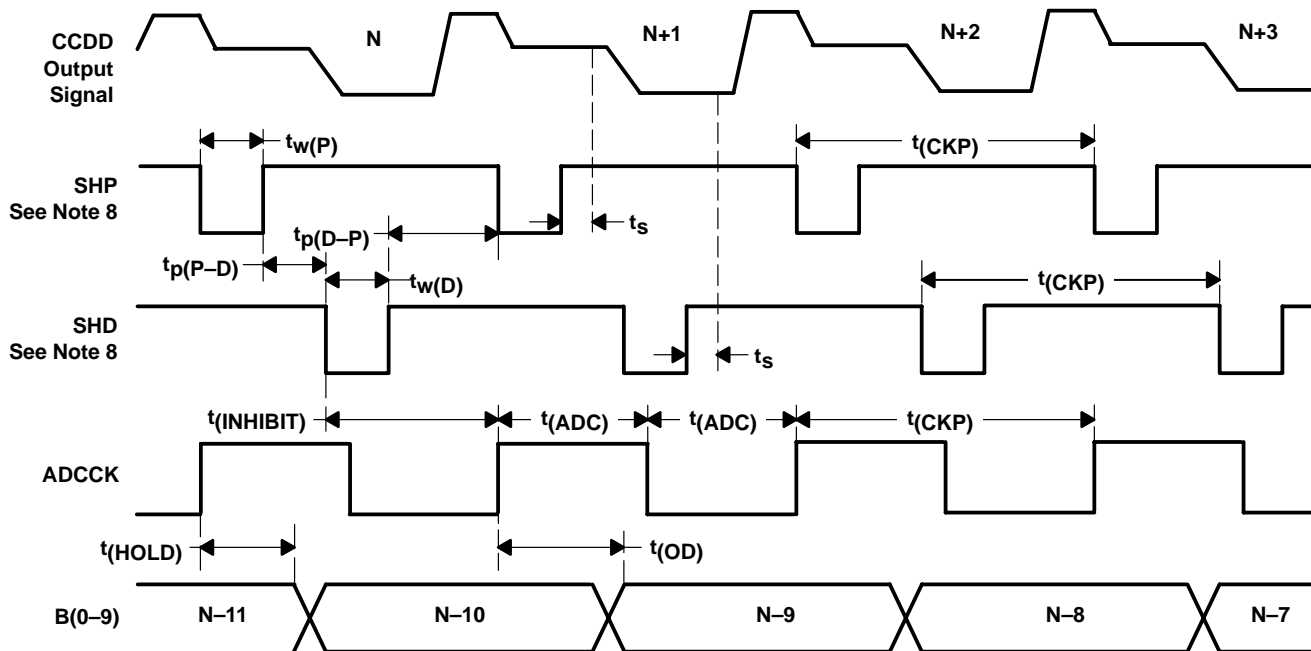 CCDD
Output
Signal
N
N+1
N+2
N+3
tw(P)
t(CKP)
SHP
See Note 8
ts
tp(D–P)
tp(P–D)
tw(D)
t(CKP)
SHD
See Note 8
ts
t(INHIBIT)
t(ADC)
t(ADC)
t(CKP)
ADCCK
t(HOLD)
t(OD)
B(0–9)
N–11
N–10
N–9
N–8
N–7